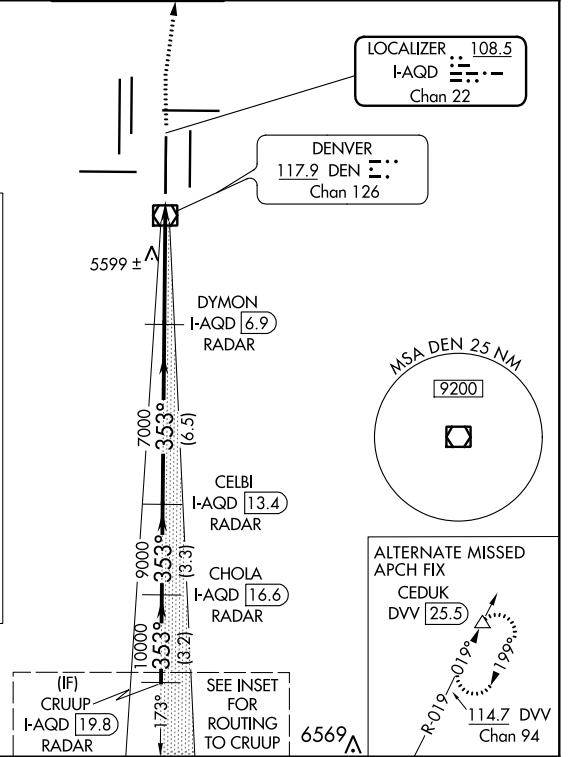 LOCALIZER 108.5
I-AQD
Chan 22
DENVER
117.9 DEN
Chan 126
5599 ±
DYMON
I-AQD 6.9
RADAR
MSA DEN 25 NM
9200
7000
353°
(6.5)
CELBI
I-AQD 13.4
RADAR
9000
353°
(3.3)
CHOLA
I-AQD 16.6
RADAR
10000
353°
(3.2)
(IF)
CRUUP
I-AQD 19.8
RADAR
173°
SEE INSET
FOR
ROUTING
TO CRUUP
6569
ALTERNATE MISSED
APCH FIX
CEDUK
DVV 25.5
019°
199°
R-019
114.7 DVV
Chan 94